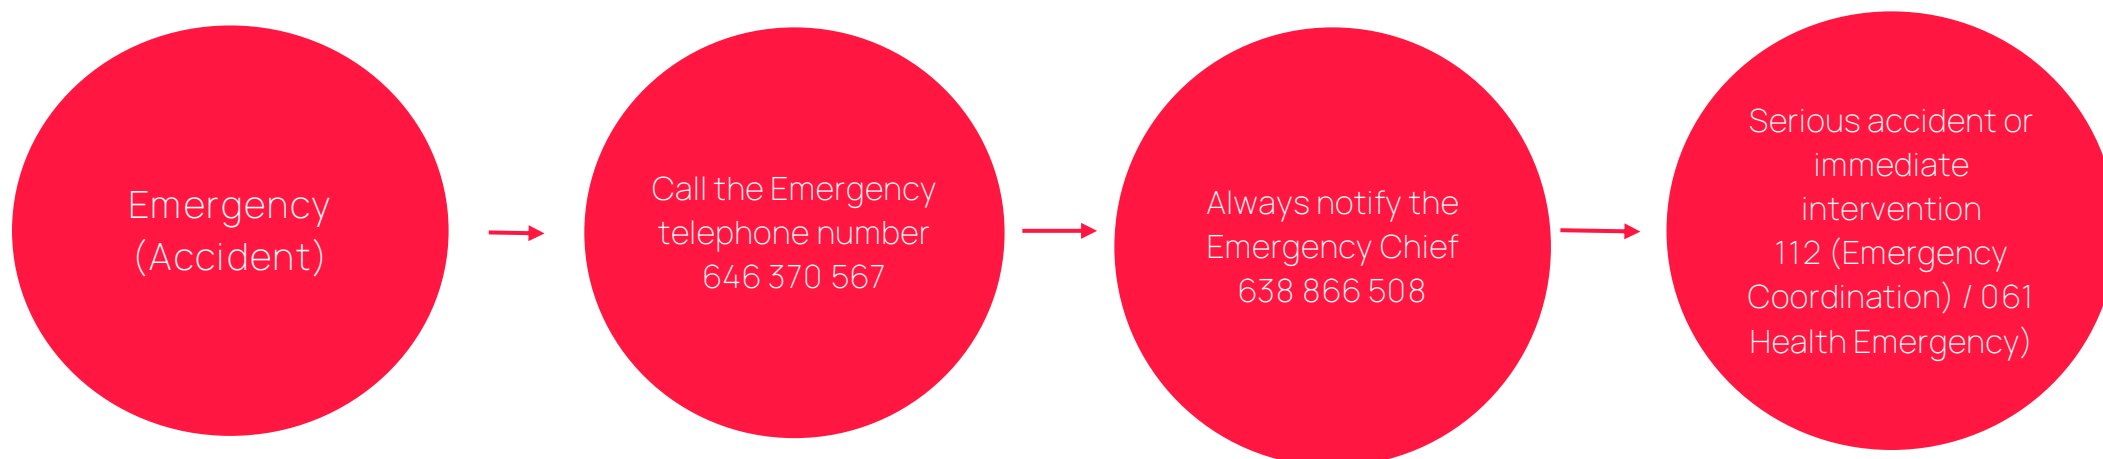 Emergency
(Accident)
Call the Emergency
telephone number
646 370 567
Always notify the
Emergency Chief
638 866 508
Serious accident or
immediate
intervention
112 (Emergency
Coordination) / 061
Health Emergency)